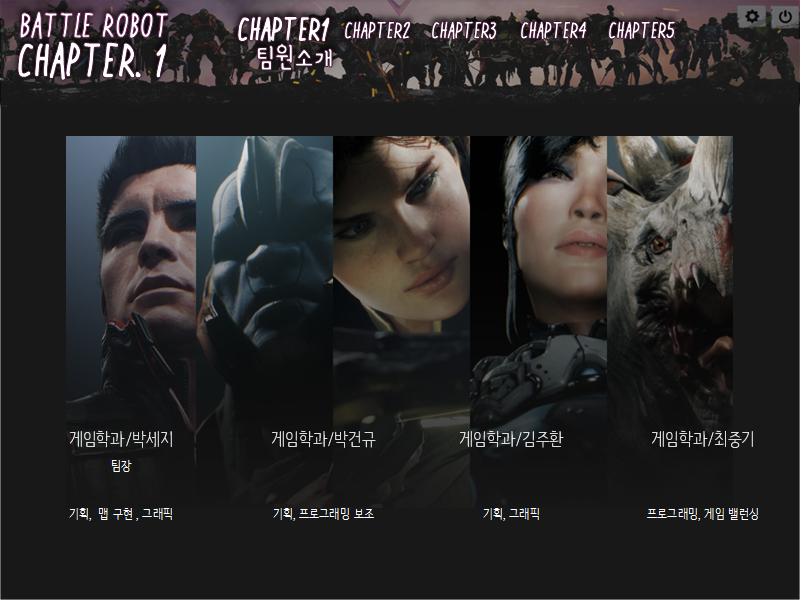 BATTLE ROBOT
CHAPTER. 1
CHAPTER1 CHAPTER2 CHAPTER3 CHAPTER4 CHAPTER5
팀원소개
게임학과/박세지 게임학과/박건규 게임학과/김주환 게임학과/최중기
팀장
기획, 맵 구현, 그래픽 기획, 프로그래밍 보조 기획, 그래픽 프로그래밍, 게임 밸런싱